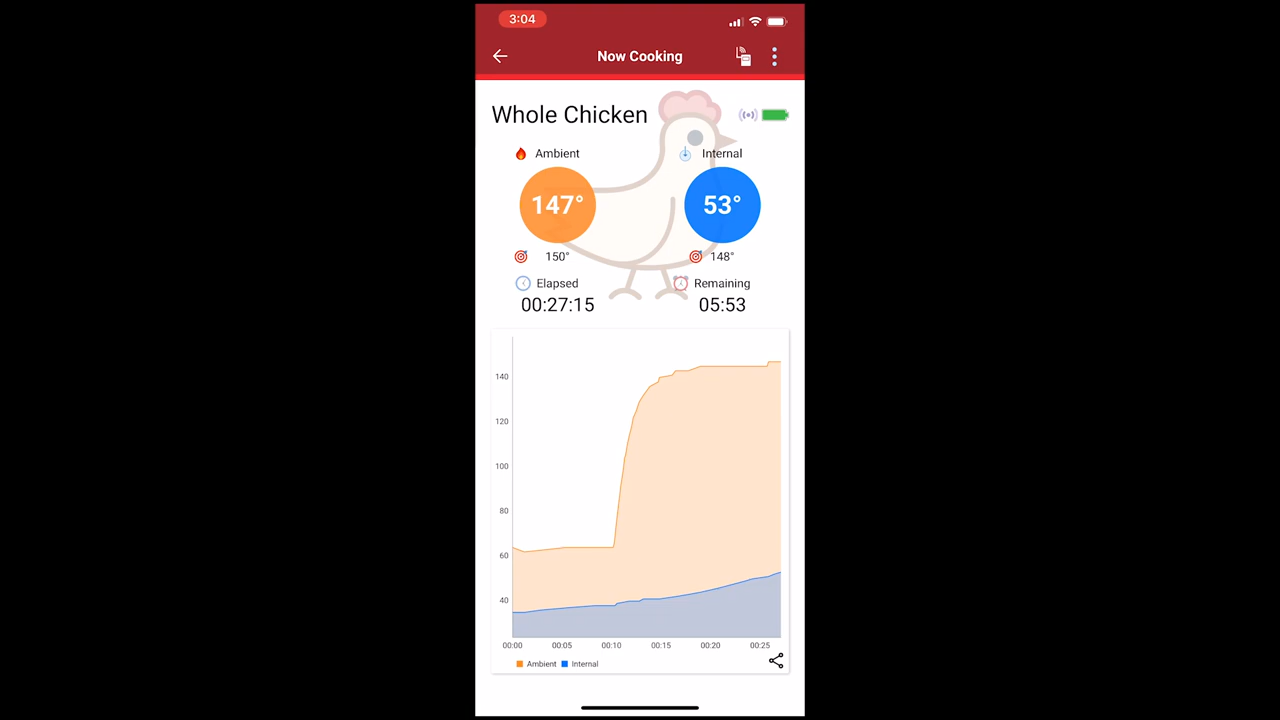 3:04
Now Cooking
Whole Chicken
Ambient Internal
147° 53°
150° 148°
Elapsed Remaining
00:27:15 05:53
140
120
100
80
60
40
00:00 00:05 00:10 00:15 00:20 00:25
Ambient Internal